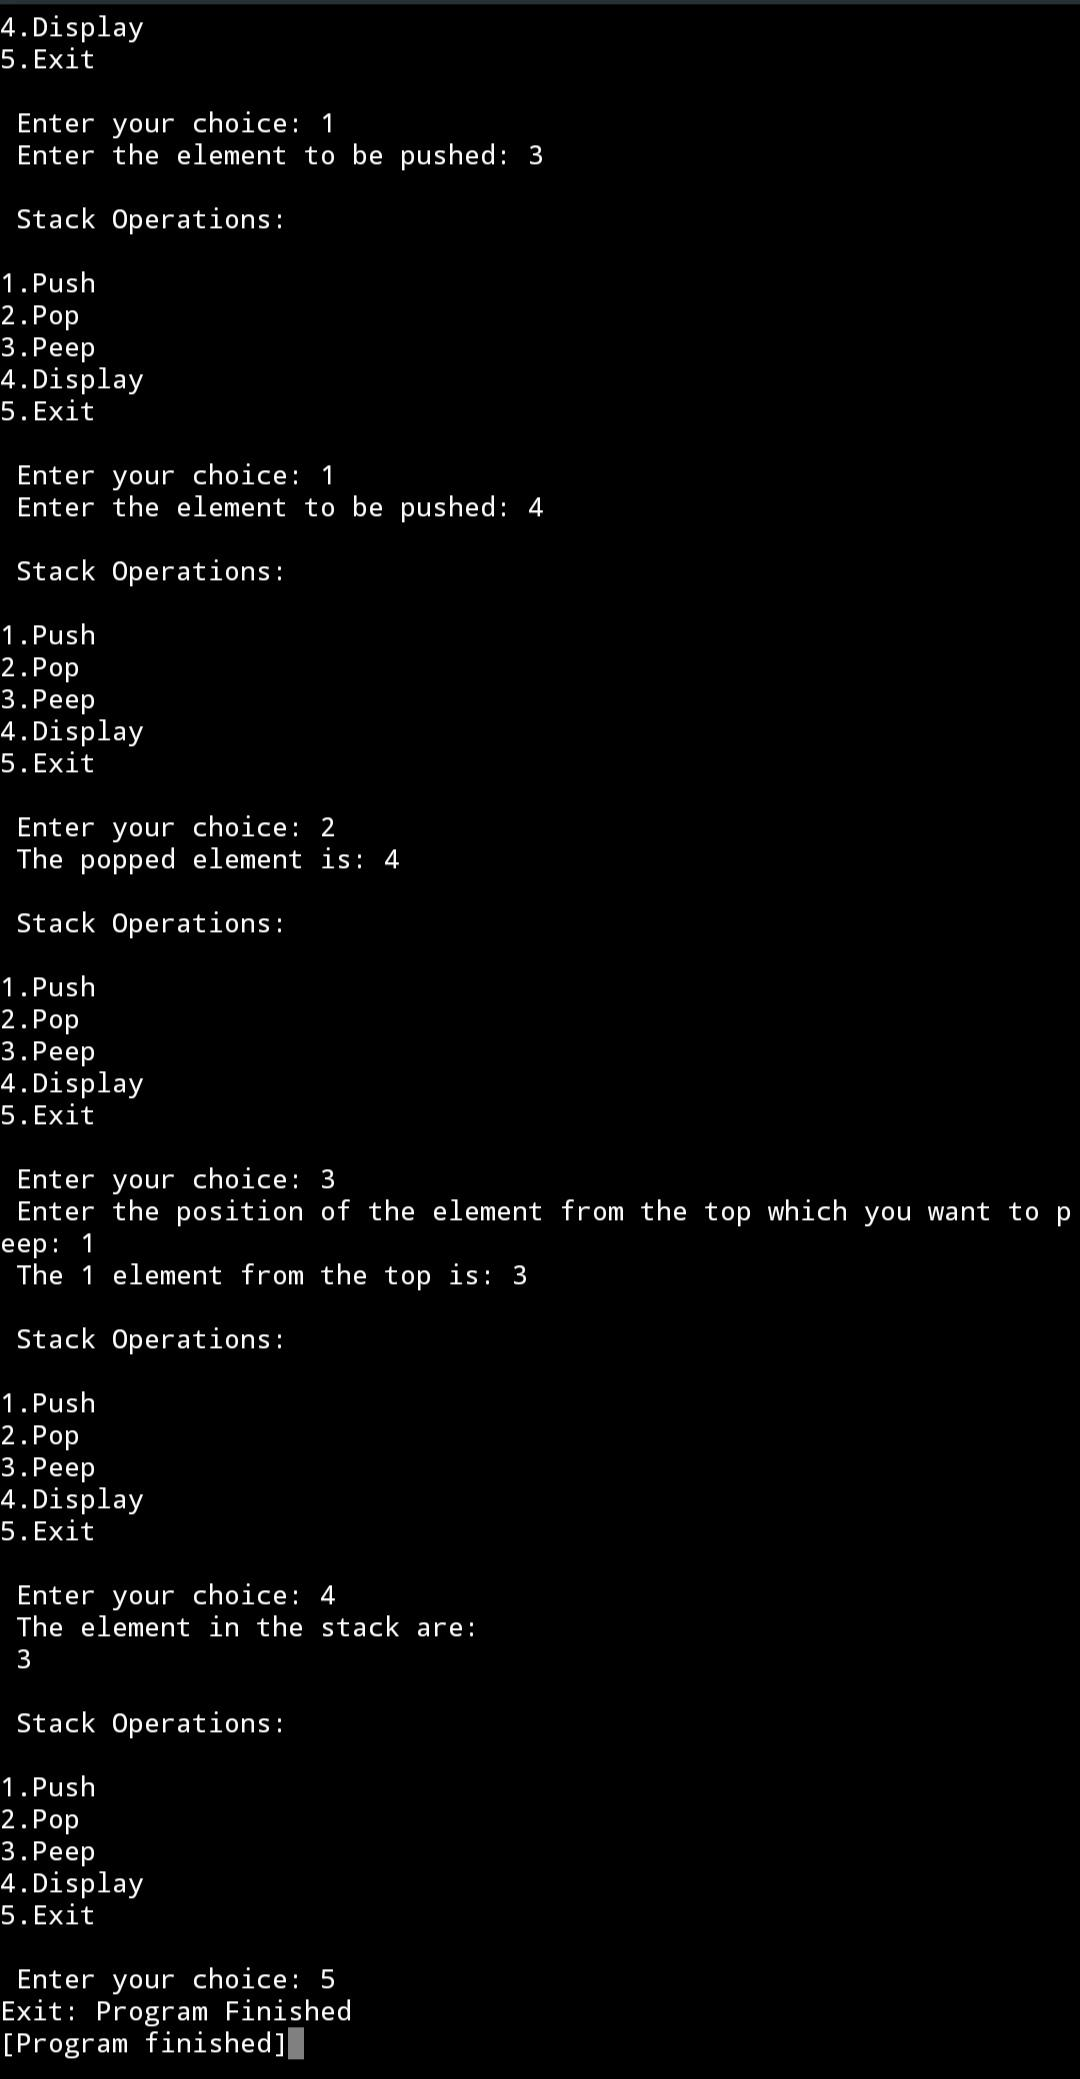 4.Display
5.Exit
Enter your choice: 1
Enter the element to be pushed: 3
Stack Operations:
1.Push
2.Pop
3.Peep
4.Display
5.Exit
Enter your choice: 1
Enter the element to be pushed: 4
Stack Operations:
1.Push
2.Pop
3.Peep
4.Display
5.Exit
Enter your choice: 2
The popped element is: 4
Stack Operations:
1.Push
2.Pop
3.Peep
4.Display
5.Exit
Enter your choice: 3
Enter the position of the element from the top which you want to p
eep: 1
The 1 element from the top is: 3
Stack Operations:
1.Push
2.Pop
3.Peep
4.Display
5.Exit
Enter your choice: 4
The element in the stack are:
3
Stack Operations:
1.Push
2.Pop
3.Peep
4.Display
5.Exit
Enter your choice: 5
Exit: Program Finished
[Program finished]